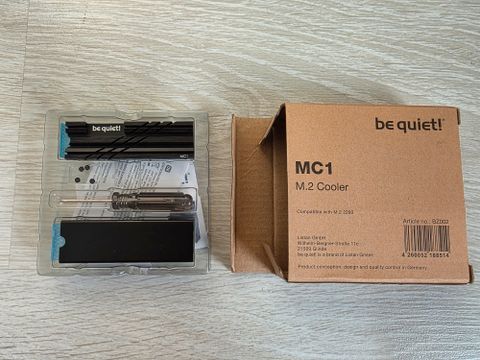 be quiet!
MC1
be quiet!
MC1
M.2 Cooler
Compatible with M.2 2280
Article no.: BZ002
Listan GmbH
Wilhelm-Bergner-Straße 11c
21509 Glinde
be quiet! is a brand of Listan GmbH
4 260052 188514
Product conception, design and quality control in Germany